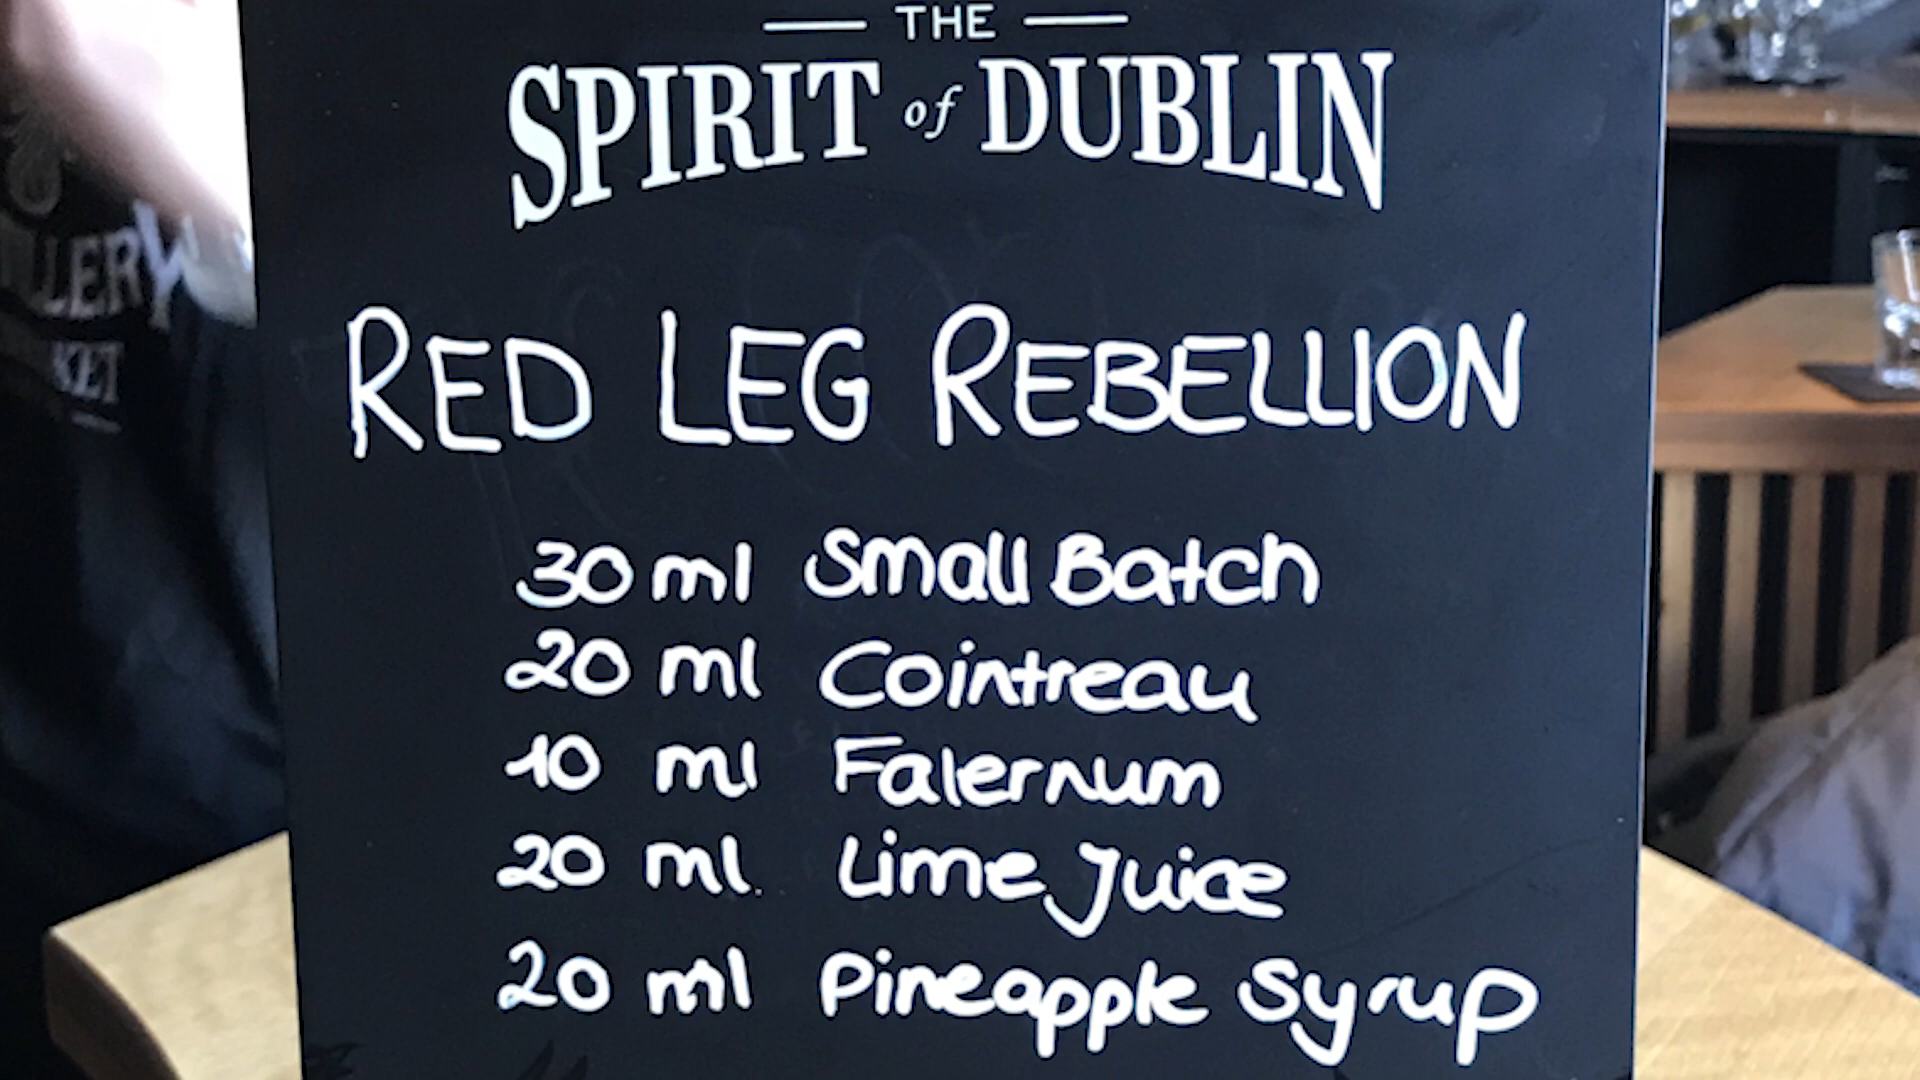 THE
SPIRIT of DUBLIN
RED LEG REBELLION
30 ml Small Batch
20 ml Cointreau
10 ml Falernum
20 ml. Lime Juice
20 ml Pineapple Syrup